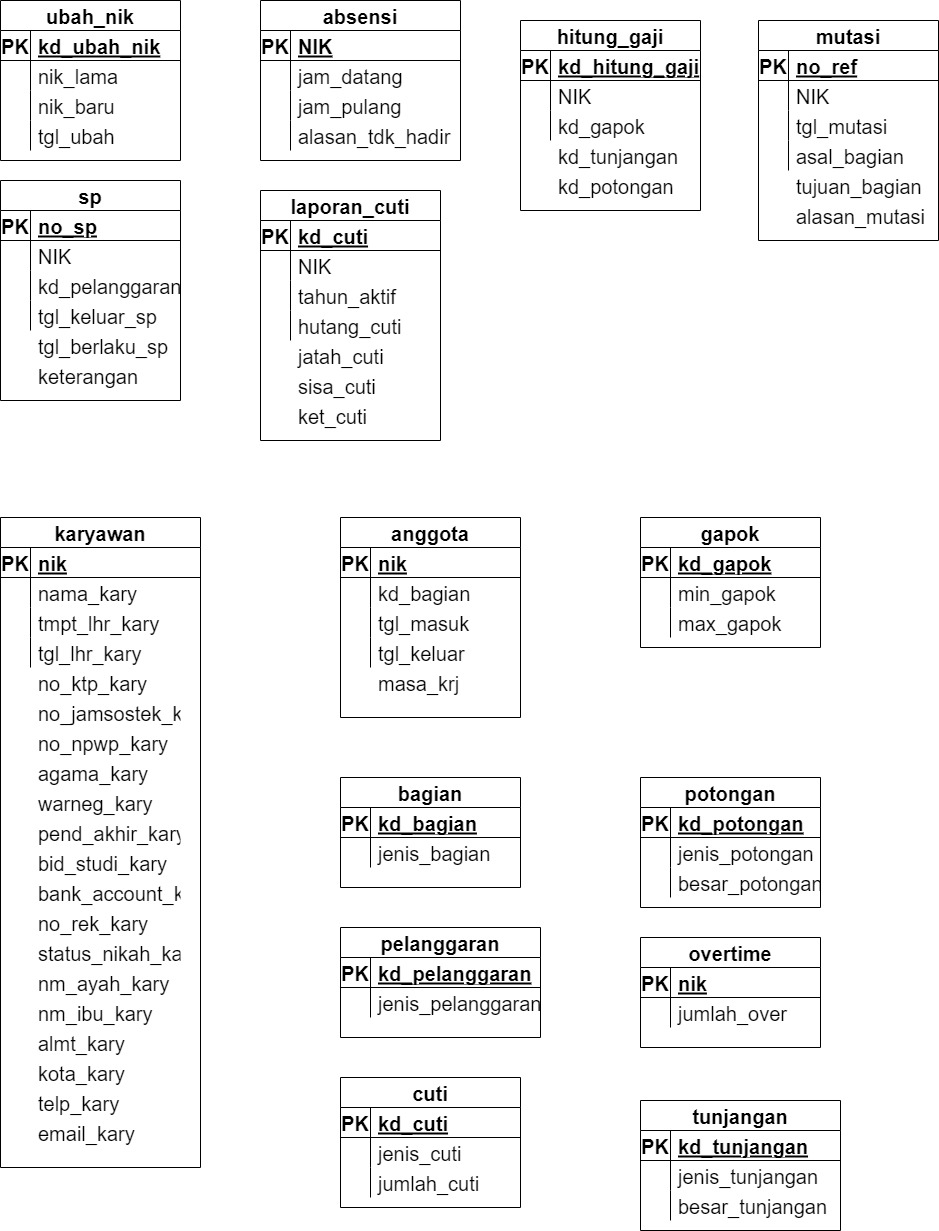 ubah_nik
PK kd_ubah_nik
nik_lama
nik_baru
tgl_ubah
absensi
PK NIK
jam_datang
jam_pulang
alasan_tdk_hadir
hitung_gaji
PK kd_hitung_gaji
NIK
kd_gapok
kd_tunjangan
kd_potongan
mutasi
PK no_ref
NIK
tgl_mutasi
asal_bagian
tujuan_bagian
alasan_mutasi
sp
PK no_sp
NIK
kd_pelanggaran
tgl_keluar_sp
tgl_berlaku_sp
keterangan
laporan_cuti
PK kd_cuti
NIK
tahun_aktif
hutang_cuti
jatah_cuti
sisa_cuti
ket_cuti
karyawan
PK nik
nama_kary
tmpt_lhr_kary
tgl_lhr_kary
no_ktp_kary
no_jamsostek_k
no_npwp_kary
agama_kary
warneg_kary
pend_akhir_kary
bid_studi_kary
bank_account_k
no_rek_kary
status_nikah_ka
nm_ayah_kary
nm_ibu_kary
almt_kary
kota_kary
telp_kary
email_kary
anggota
PK nik
kd_bagian
tgl_masuk
tgl_keluar
masa_krj
gapok
PK kd_gapok
min_gapok
max_gapok
bagian
PK kd_bagian
jenis_bagian
potongan
PK kd_potongan
jenis_potongan
besar_potongan
pelanggaran
PK kd_pelanggaran
jenis_pelanggaran
overtime
PK nik
jumlah_over
cuti
PK kd_cuti
jenis_cuti
jumlah_cuti
tunjangan
PK kd_tunjangan
jenis_tunjangan
besar_tunjangan